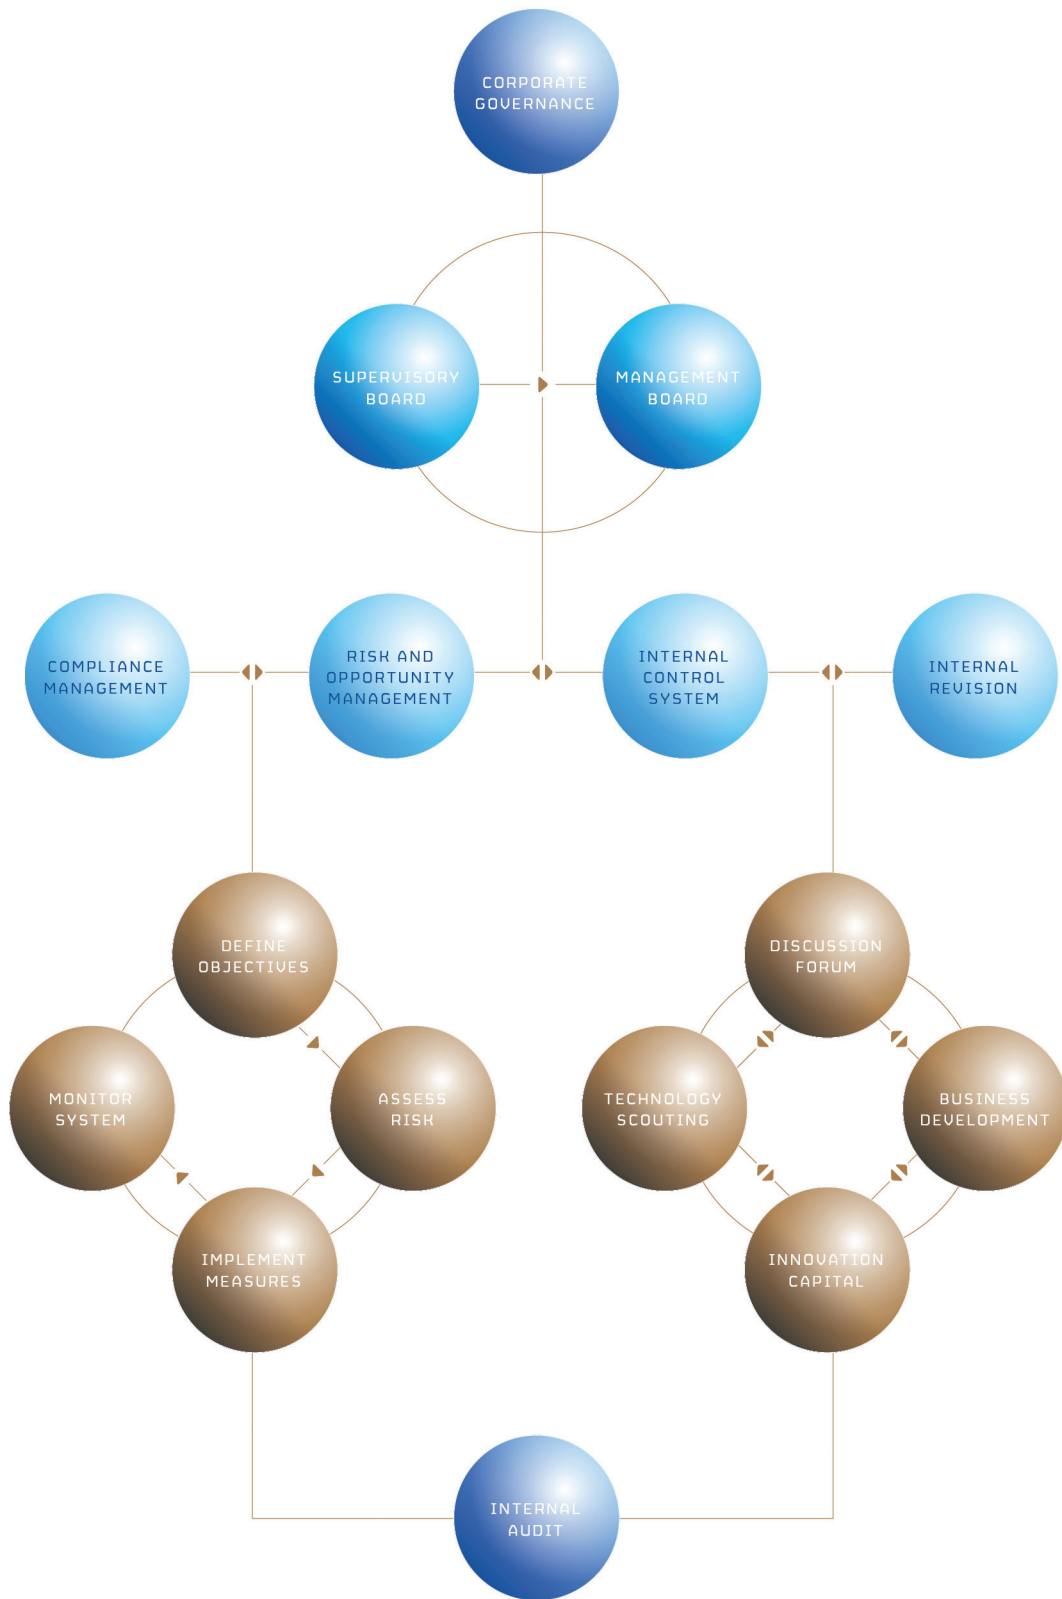 CORPORATE
GOVERNANCE
SUPERVISORY
BOARD
MANAGEMENT
BOARD
COMPLIANCE
MANAGEMENT
RISK AND
OPPORTUNITY
MANAGEMENT
INTERNAL
CONTROL
SYSTEM
INTERNAL
REVISION
DEFINE
OBJECTIVES
MONITOR
SYSTEM
ASSESS
RISK
IMPLEMENT
MEASURES
DISCUSSION
FORUM
TECHNOLOGY
SCOUTING
BUSINESS
DEVELOPMENT
INNOVATION
CAPITAL
INTERNAL
AUDIT